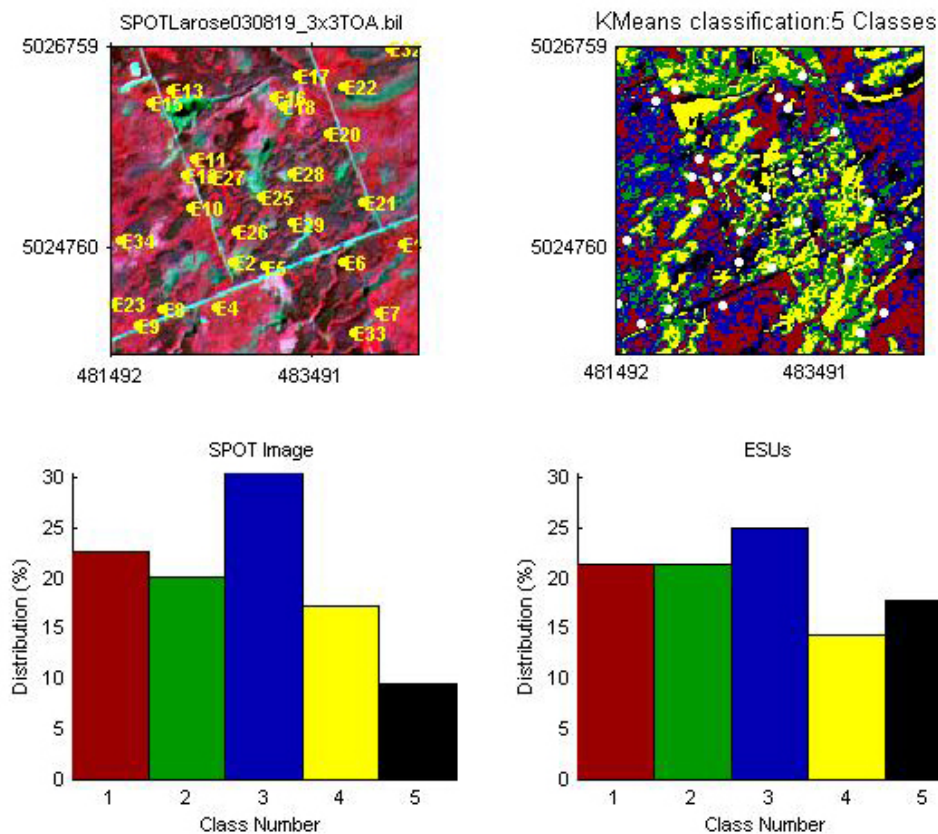 SPOTLarose030819_3x3TOA.bil
5026759
5024760
481492
483491
E32
E17
E22
E13
E15
E16
E18
E20
E11
E27
E28
E25
E10
E21
E29
E26
E34
E2
E5
E6
E23
E8
E4
E7
E9
E33
KMeans classification:5 Classes
5026759
5024760
481492
483491
SPOT Image
Distribution (%)
30
25
20
15
10
5
0
1
2
3
4
5
Class Number
ESUs
Distribution (%)
30
25
20
15
10
5
0
1
2
3
4
5
Class Number